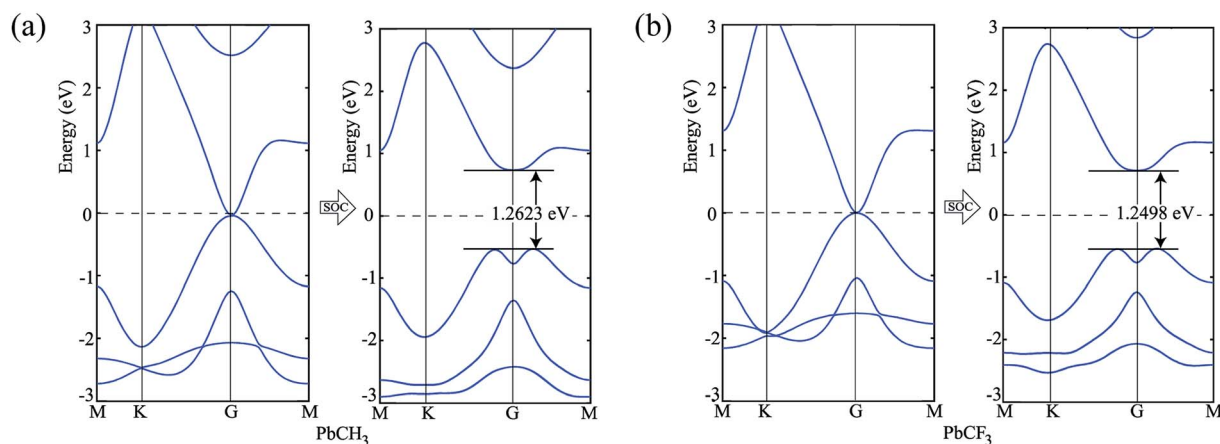 (a)
Energy (eV)
3
2
1
0
-1
-2
-3
M K G M
SOC
Energy (eV)
3
2
1
0
-1
-2
-3
1.2623 eV
M K G M
PbCH₃
(b)
Energy (eV)
3
2
1
0
-1
-2
-3
M K G M
SOC
Energy (eV)
3
2
1
0
-1
-2
-3
1.2498 eV
M K G M
PbCF₃